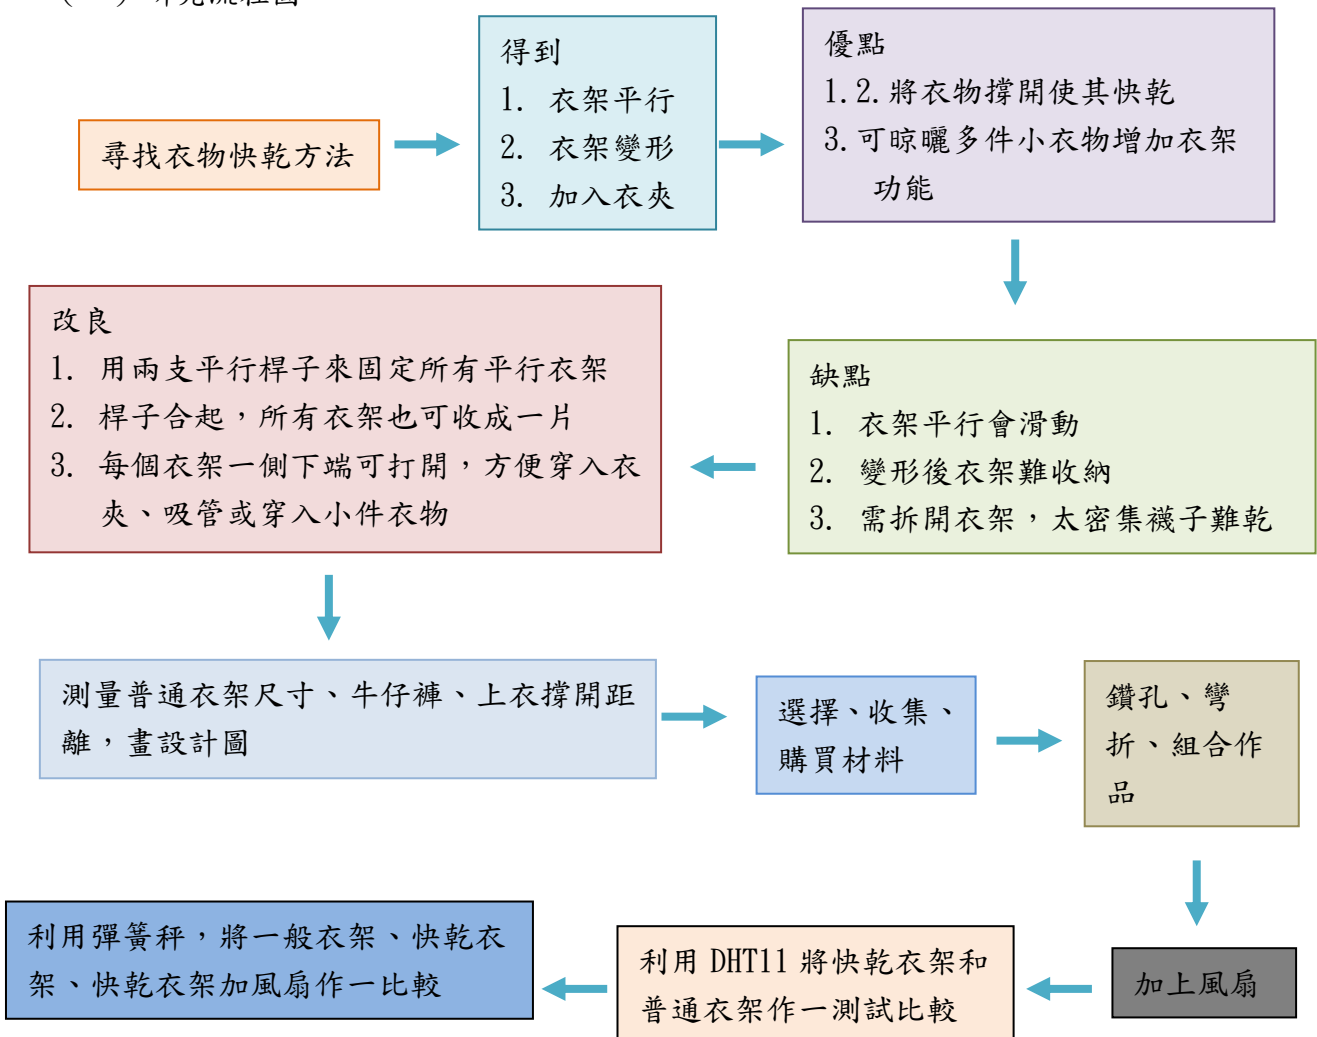 尋找衣物快乾方法
得到
1. 衣架平行
2. 衣架變形
3. 加入衣夾
優點
1.2.將衣物撐開使其快乾
3.可晾曬多件小衣物增加衣架
功能
缺點
1. 衣架平行會滑動
2. 變形後衣架難收納
3. 需拆開衣架，太密集襪子難乾
改良
1. 用兩支平行桿子來固定所有平行衣架
2. 桿子合起，所有衣架也可收成一片
3. 每個衣架一側下端可打開，方便穿入衣
夾、吸管或穿入小件衣物
測量普通衣架尺寸、牛仔褲、上衣撐開距
離，畫設計圖
選擇、收集、
購買材料
鑽孔、彎
折、組合作
品
加上風扇
利用 DHT11 將快乾衣架和
普通衣架作一測試比較
利用彈簧秤，將一般衣架、快乾衣
架、快乾衣架加風扇作一比較